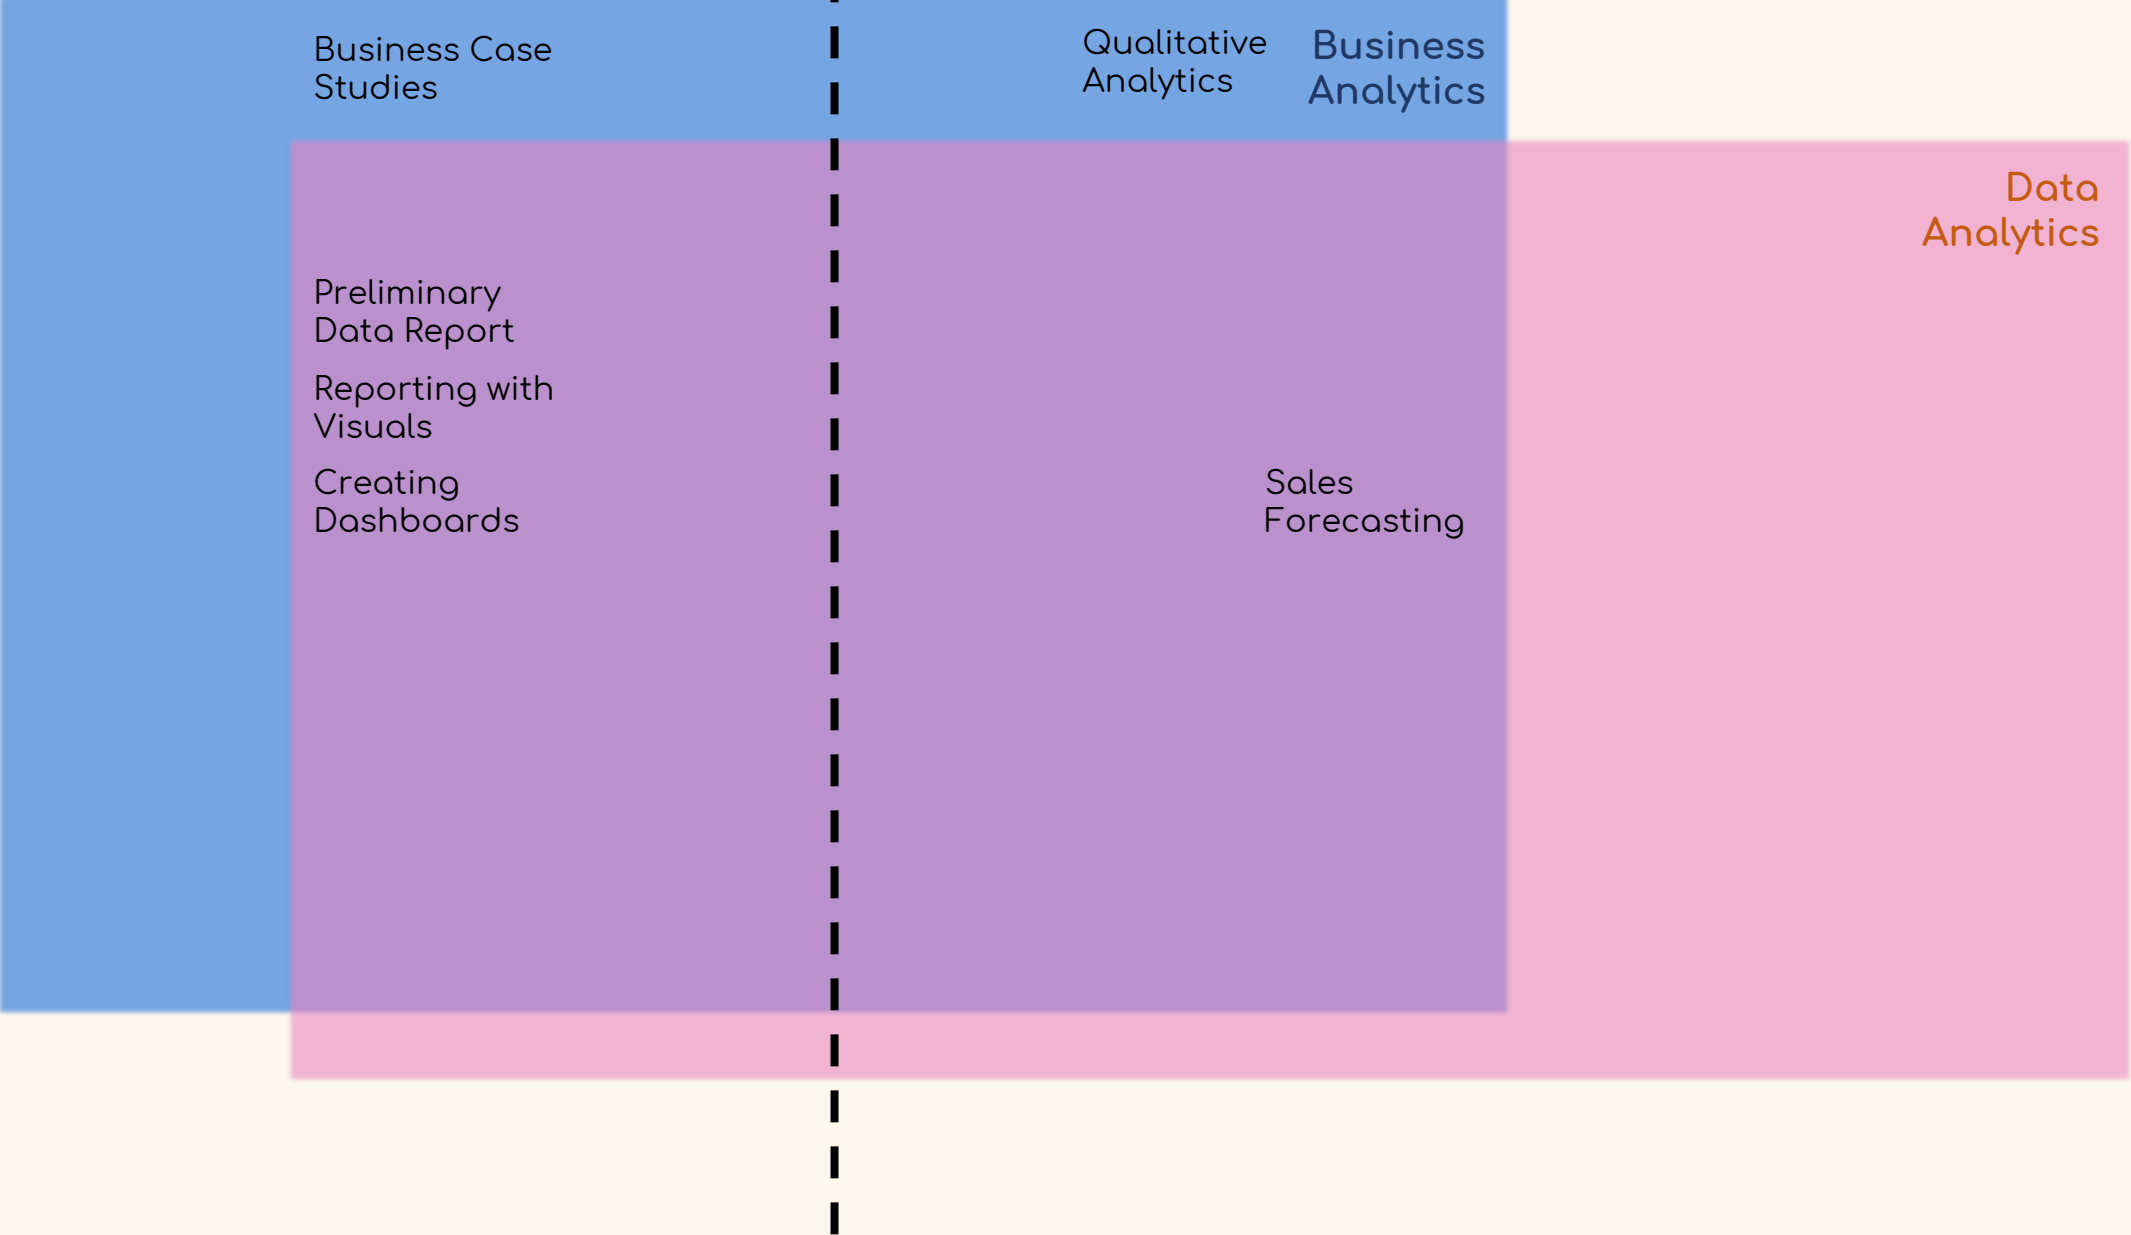 Business Case
Studies
Qualitative
Analytics
Business
Analytics
Data
Analytics
Preliminary
Data Report
Reporting with
Visuals
Creating
Dashboards
Sales
Forecasting